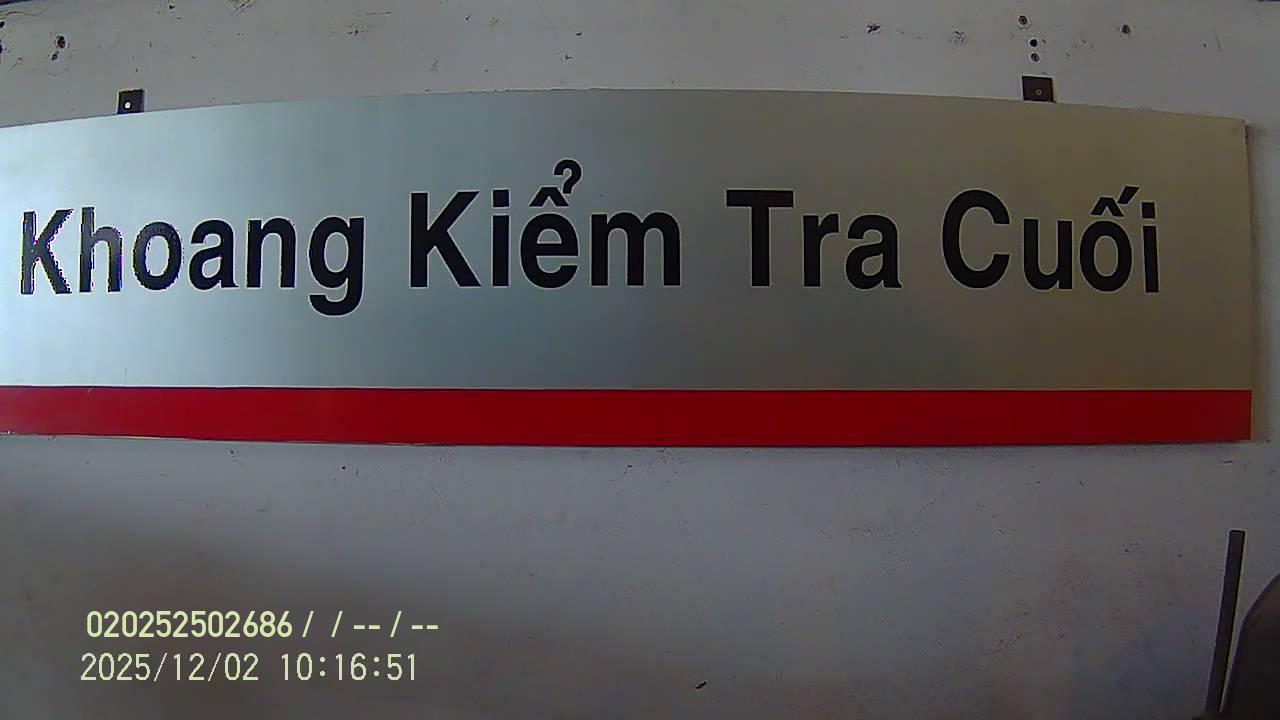 Khoang Kiểm Tra Cuối
020252502686 /  / -- / --
2025/12/02 10:16:51